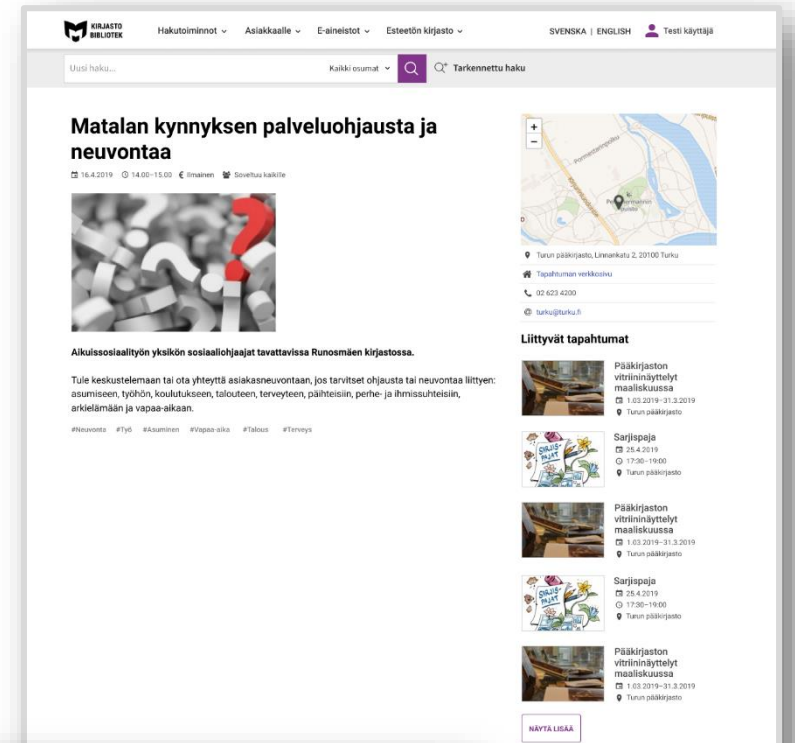 KIRJASTO
BIBLIOTEK
Hakutoiminnot
Asiakkaalle
E-aineistot
Esteetön kirjasto
SVENSKA | ENGLISH
Testi käyttäjä
Uusi haku...
Kaikki osumat
Tarkennettu haku
Matalan kynnyksen palveluohjausta ja
neuvontaa
16.4.2019 14.00–15.00 € Ilmainen Soveltuu kaikille
Aikuissosiaalityön yksikön sosiaaliohjaajat tavattavissa Runosmäen kirjastossa.
Tule keskustelemaan tai ota yhteyttä asiakasneuvontaan, jos tarvitset ohjausta tai neuvontaa liittyen:
asumiseen, työhön, koulutukseen, talouteen, terveyteen, päihteisiin, perhe- ja ihmissuhteisiin,
arkielämään ja vapaa-aikaan.
#Neuvonta #Työ #Asuminen #Vapaa-aika #Talous #Terveys
+
−
Turun pääkirjasto, Linnankatu 2, 20100 Turku
Tapahtuman verkkosivu
02 623 4200
@ turku@turku.fi
Liittyvät tapahtumat
Pääkirjaston
vitriininäyttelyt
maaliskuussa
1.03.2019–31.3.2019
Turun pääkirjasto
SARJIS-
PAJAT
Sarjispaja
25.4.2019
17:30–19:00
Turun pääkirjasto
Pääkirjaston
vitriininäyttelyt
maaliskuussa
1.03.2019–31.3.2019
Turun pääkirjasto
SARJIS-
PAJAT
Sarjispaja
25.4.2019
17:30–19:00
Turun pääkirjasto
Pääkirjaston
vitriininäyttelyt
maaliskuussa
1.03.2019–31.3.2019
Turun pääkirjasto
NÄYTÄ LISÄÄ